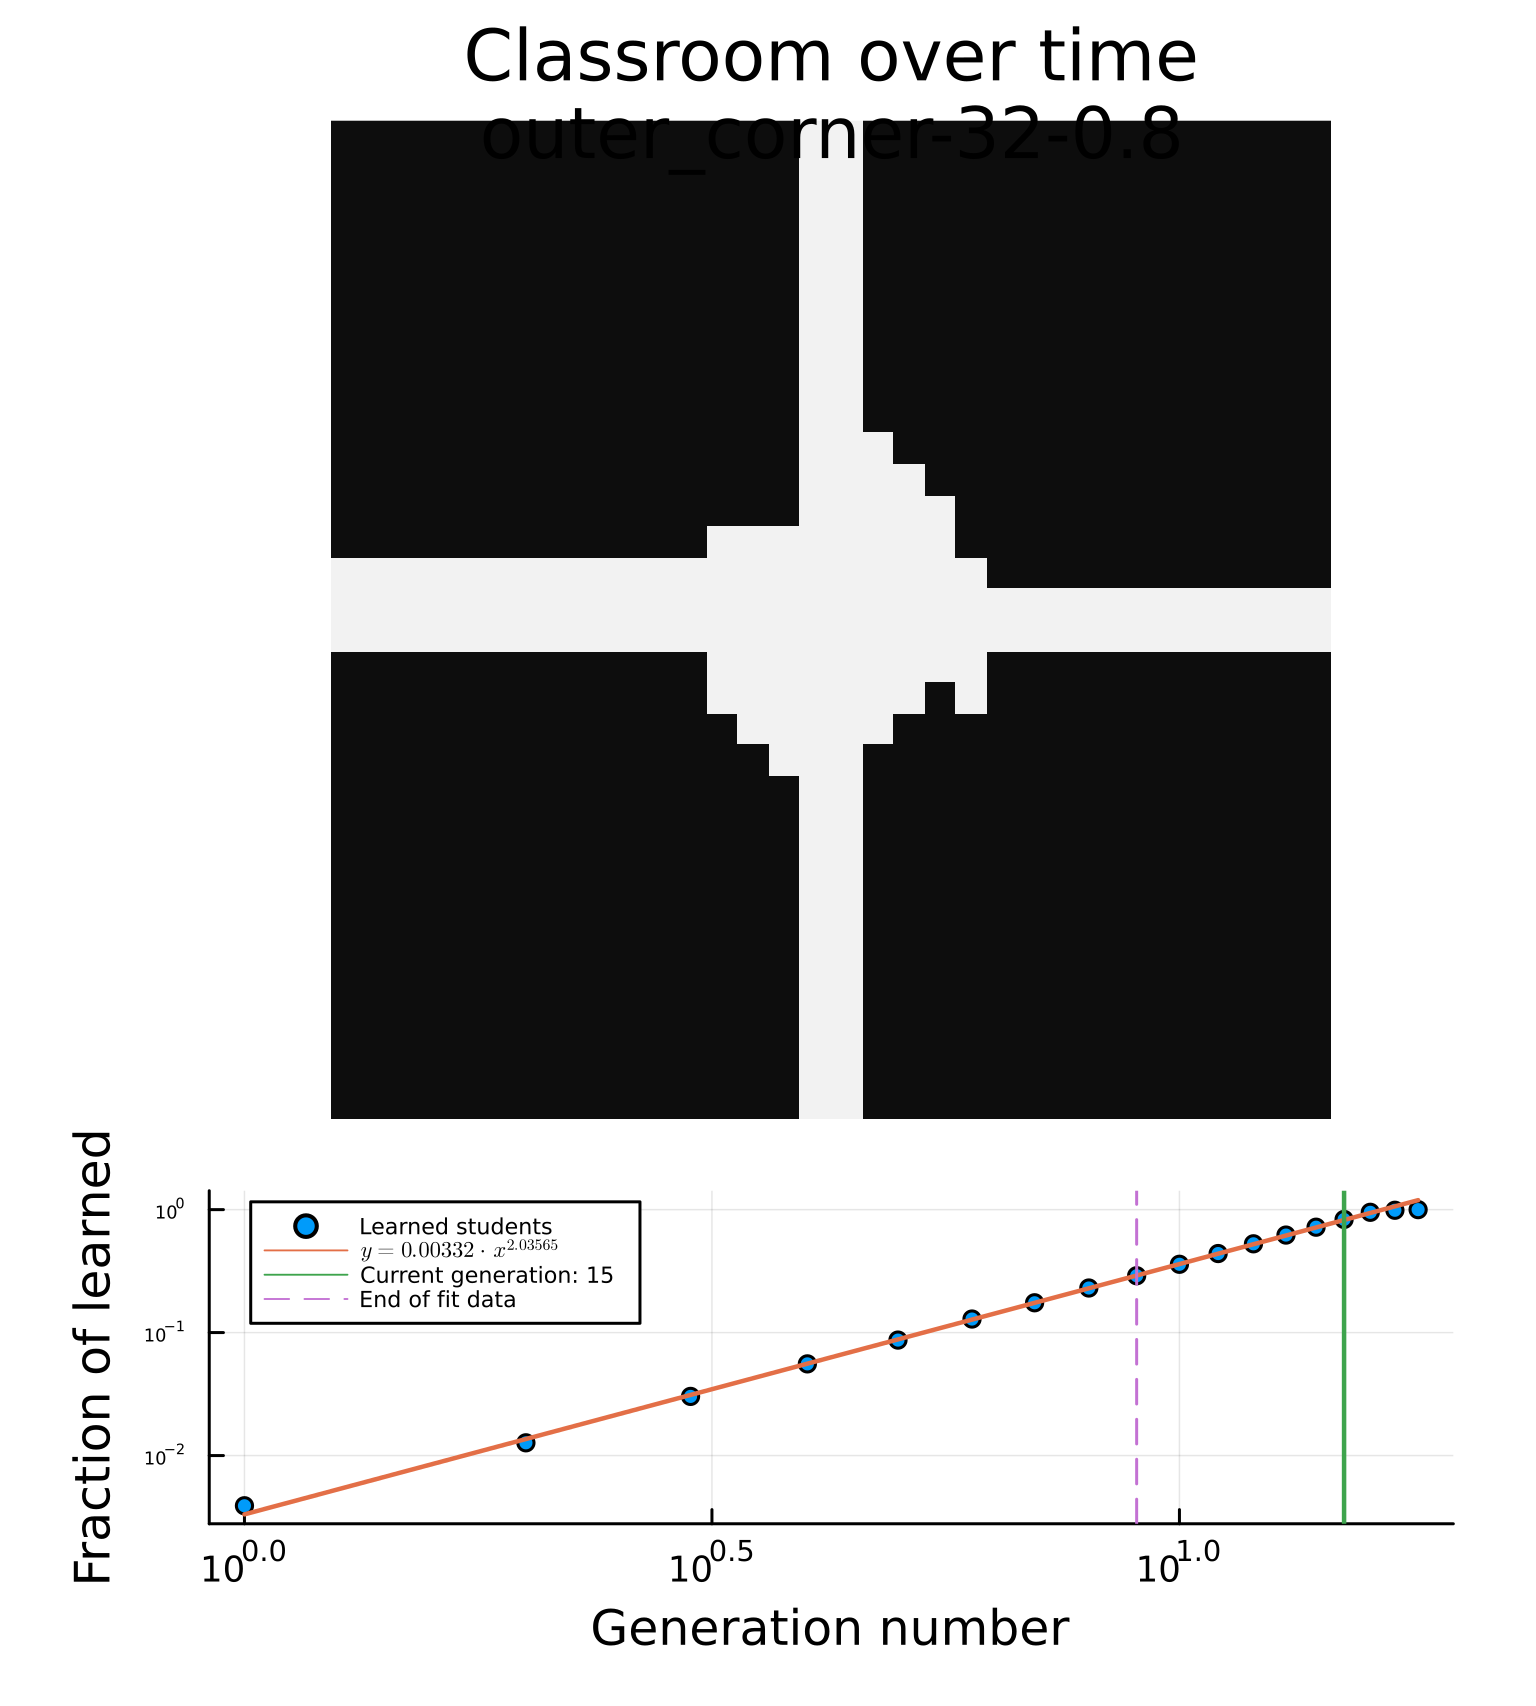 Classroom over time
outer_corner-32-0.8
Fraction of learned
10⁰
10⁻¹
10⁻²
Learned students
y = 0.00332 · x^2.03565
Current generation: 15
End of fit data
10^0.0 10^0.5 10^1.0
Generation number